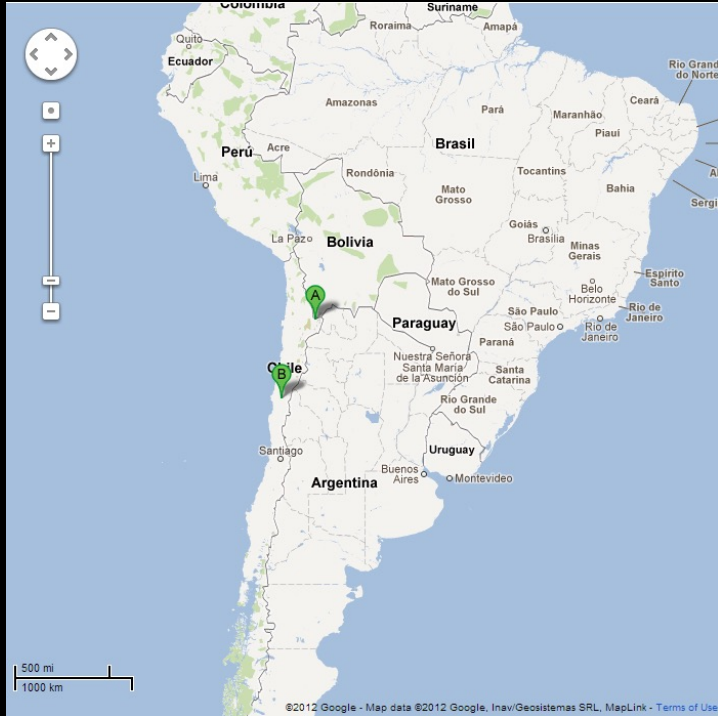 Colombia
Suriname
Roraima
Amapá
Quito
Ecuador
Rio Grand
do Norte
Amazonas
Pará
Ceará
Maranhão
Piauí
Perú
Acre
Brasil
Rondônia
Tocantins
Lima
Mato
Grosso
Bahia
Al
Sergi
Goiás
Brasília
La Paz
Bolivia
Minas
Gerais
Mato Grosso
do Sul
Belo
Horizonte
Espírito
Santo
A
São Paulo
São Paulo
Rio de
Janeiro
Rio de
Janeiro
Paraguay
Paraná
Nuestra Señora
Santa Maria
de la Asunción
Santa
Catarina
Chile
B
Rio Grande
do Sul
Santiago
Uruguay
Buenos
Aires
Montevideo
Argentina
500 mi
1000 km
©2012 Google - Map data ©2012 Google, Inav/Geosistemas SRL, MapLink - Terms of Use